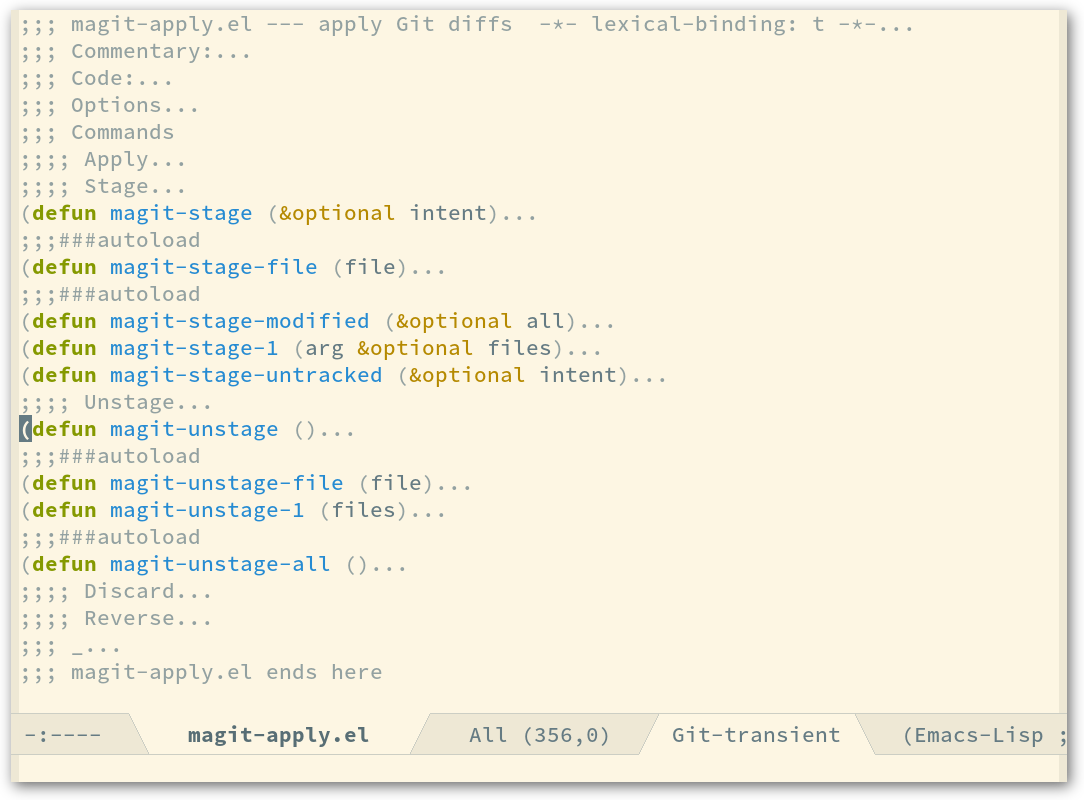 ;;; magit-apply.el --- apply Git diffs  -*- lexical-binding: t -*-...
;;; Commentary:...
;;; Code:...
;;; Options...
;;; Commands
;;;; Apply...
;;;; Stage...
(defun magit-stage (&optional intent)...
;;;###autoload
(defun magit-stage-file (file)...
;;;###autoload
(defun magit-stage-modified (&optional all)...
(defun magit-stage-1 (arg &optional files)...
(defun magit-stage-untracked (&optional intent)...
;;;; Unstage...
(defun magit-unstage ()...
;;;###autoload
(defun magit-unstage-file (file)...
(defun magit-unstage-1 (files)...
;;;###autoload
(defun magit-unstage-all ()...
;;;; Discard...
;;;; Reverse...
;;; _...
;;; magit-apply.el ends here
-:---- magit-apply.el All (356,0) Git-transient (Emacs-Lisp ;